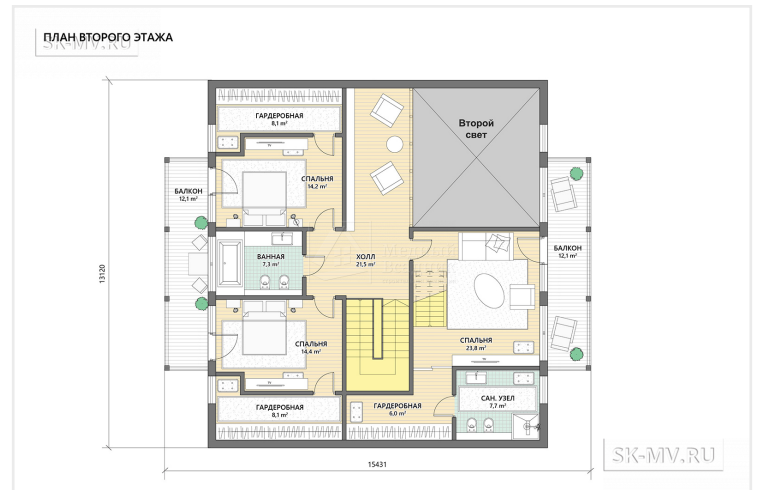 ПЛАН ВТОРОГО ЭТАЖА
SK-MV.RU
ГАРДЕРОБНАЯ
8,1 m²
Второй
свет
СПАЛЬНЯ
14,2 m²
БАЛКОН
12,1 m²
ВАННАЯ
7,3 m²
ХОЛЛ
21,5 m²
БАЛКОН
12,1 m²
13120
СПАЛЬНЯ
14,4 m²
СПАЛЬНЯ
23,8 m²
ГАРДЕРОБНАЯ
8,1 m²
ГАРДЕРОБНАЯ
6,0 m²
САН. УЗЕЛ
7,7 m²
15431
SK-MV.RU